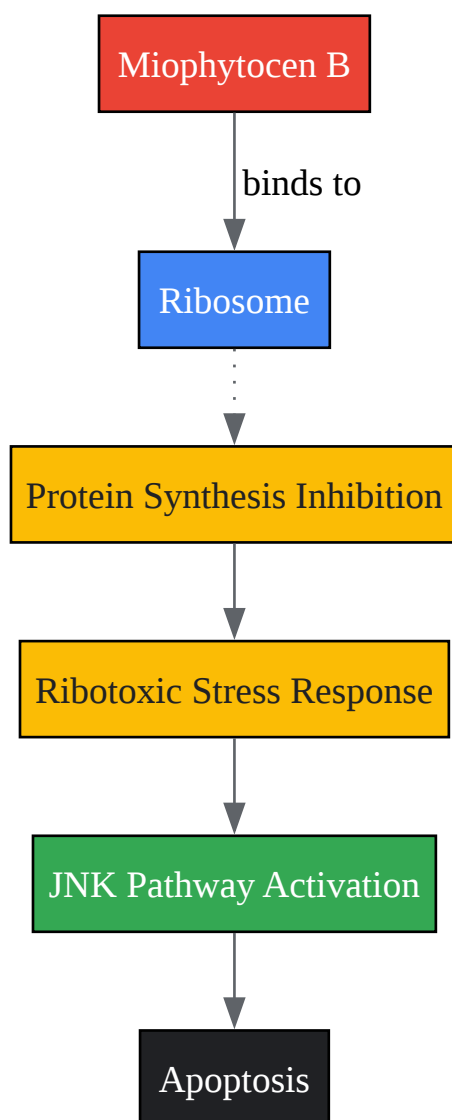 Miophytocen B
binds to
Ribosome
Protein Synthesis Inhibition
Ribotoxic Stress Response
JNK Pathway Activation
Apoptosis